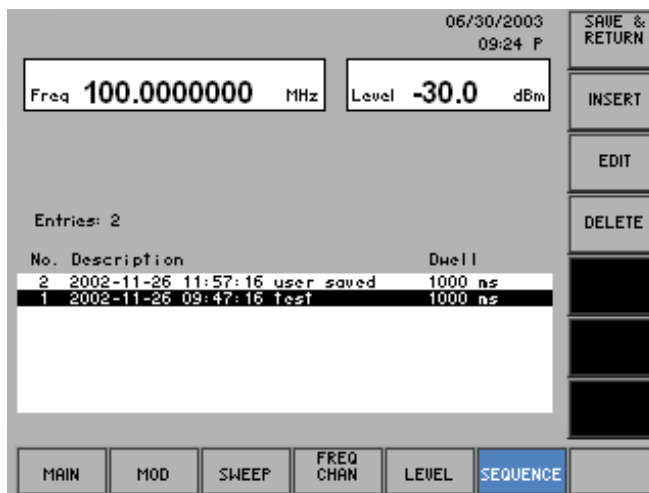 06/30/2003
09:24 P
Freq 100.0000000 MHz
Level -30.0 dBm
Entries: 2
No. Description Dwell
2 2002-11-26 11:57:16 user saved 1000 ms
1 2002-11-26 09:47:16 test 1000 ms
SAVE &
RETURN
INSERT
EDIT
DELETE
MAIN
MOD
SWEEP
FREQ
CHAN
LEVEL
SEQUENCE